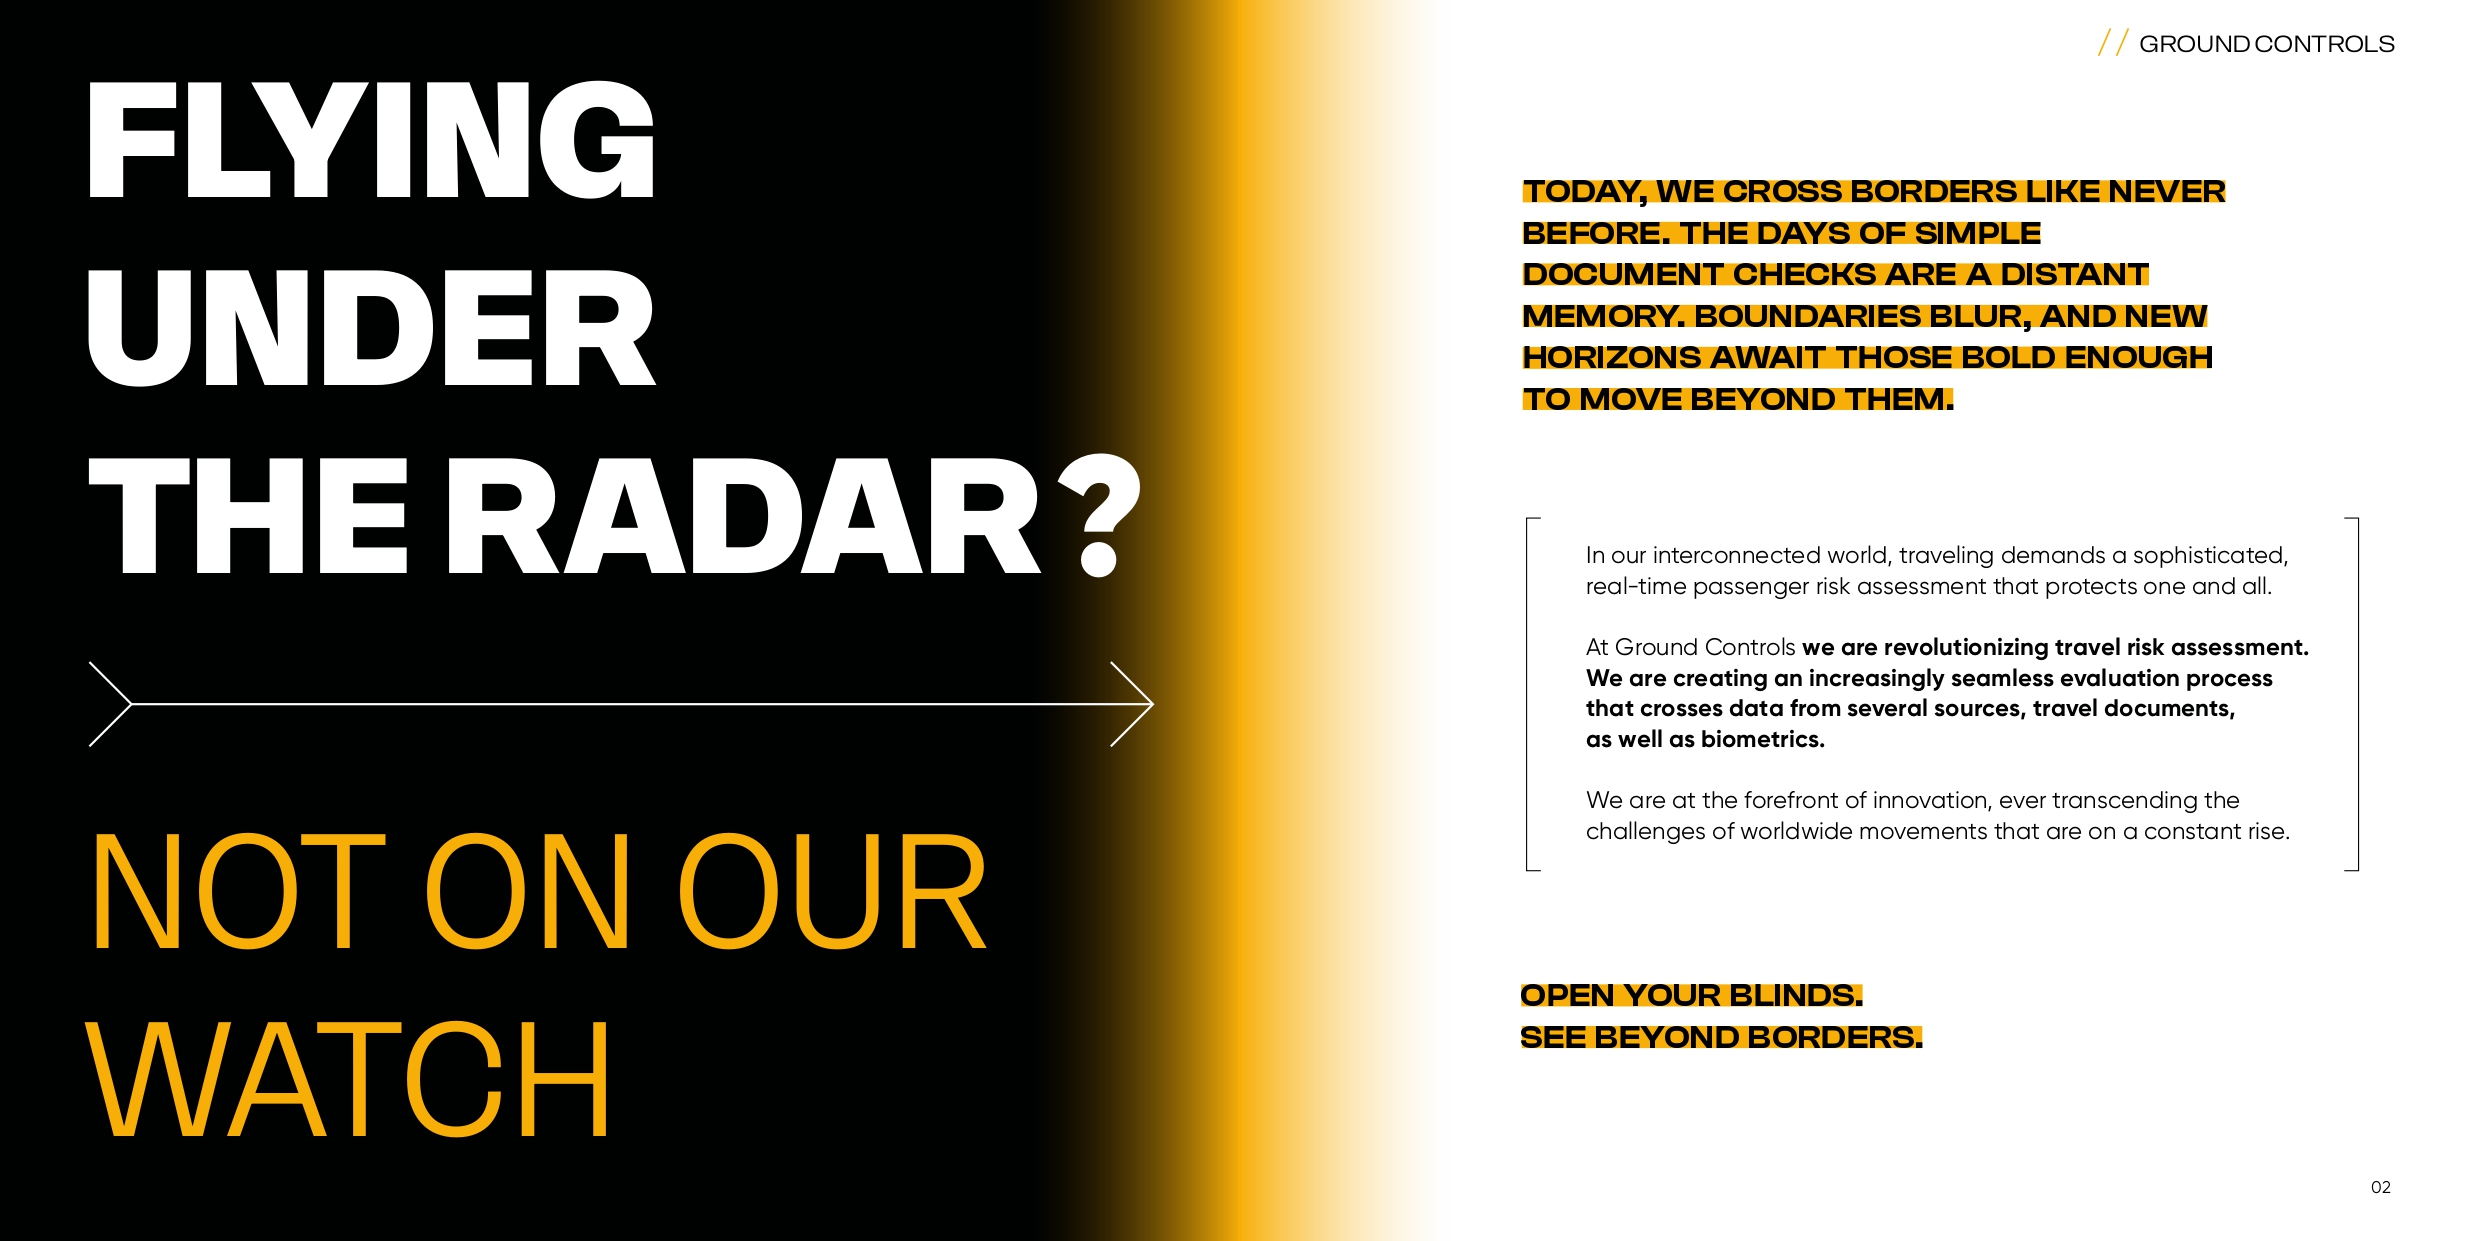 FLYING
UNDER
THE RADAR?
NOT ON OUR
WATCH
// GROUND CONTROLS
TODAY, WE CROSS BORDERS LIKE NEVER
BEFORE. THE DAYS OF SIMPLE
DOCUMENT CHECKS ARE A DISTANT
MEMORY. BOUNDARIES BLUR, AND NEW
HORIZONS AWAIT THOSE BOLD ENOUGH
TO MOVE BEYOND THEM.
In our interconnected world, traveling demands a sophisticated,
real-time passenger risk assessment that protects one and all.
At Ground Controls we are revolutionizing travel risk assessment.
We are creating an increasingly seamless evaluation process
that crosses data from several sources, travel documents,
as well as biometrics.
We are at the forefront of innovation, ever transcending the
challenges of worldwide movements that are on a constant rise.
OPEN YOUR BLINDS.
SEE BEYOND BORDERS.
02